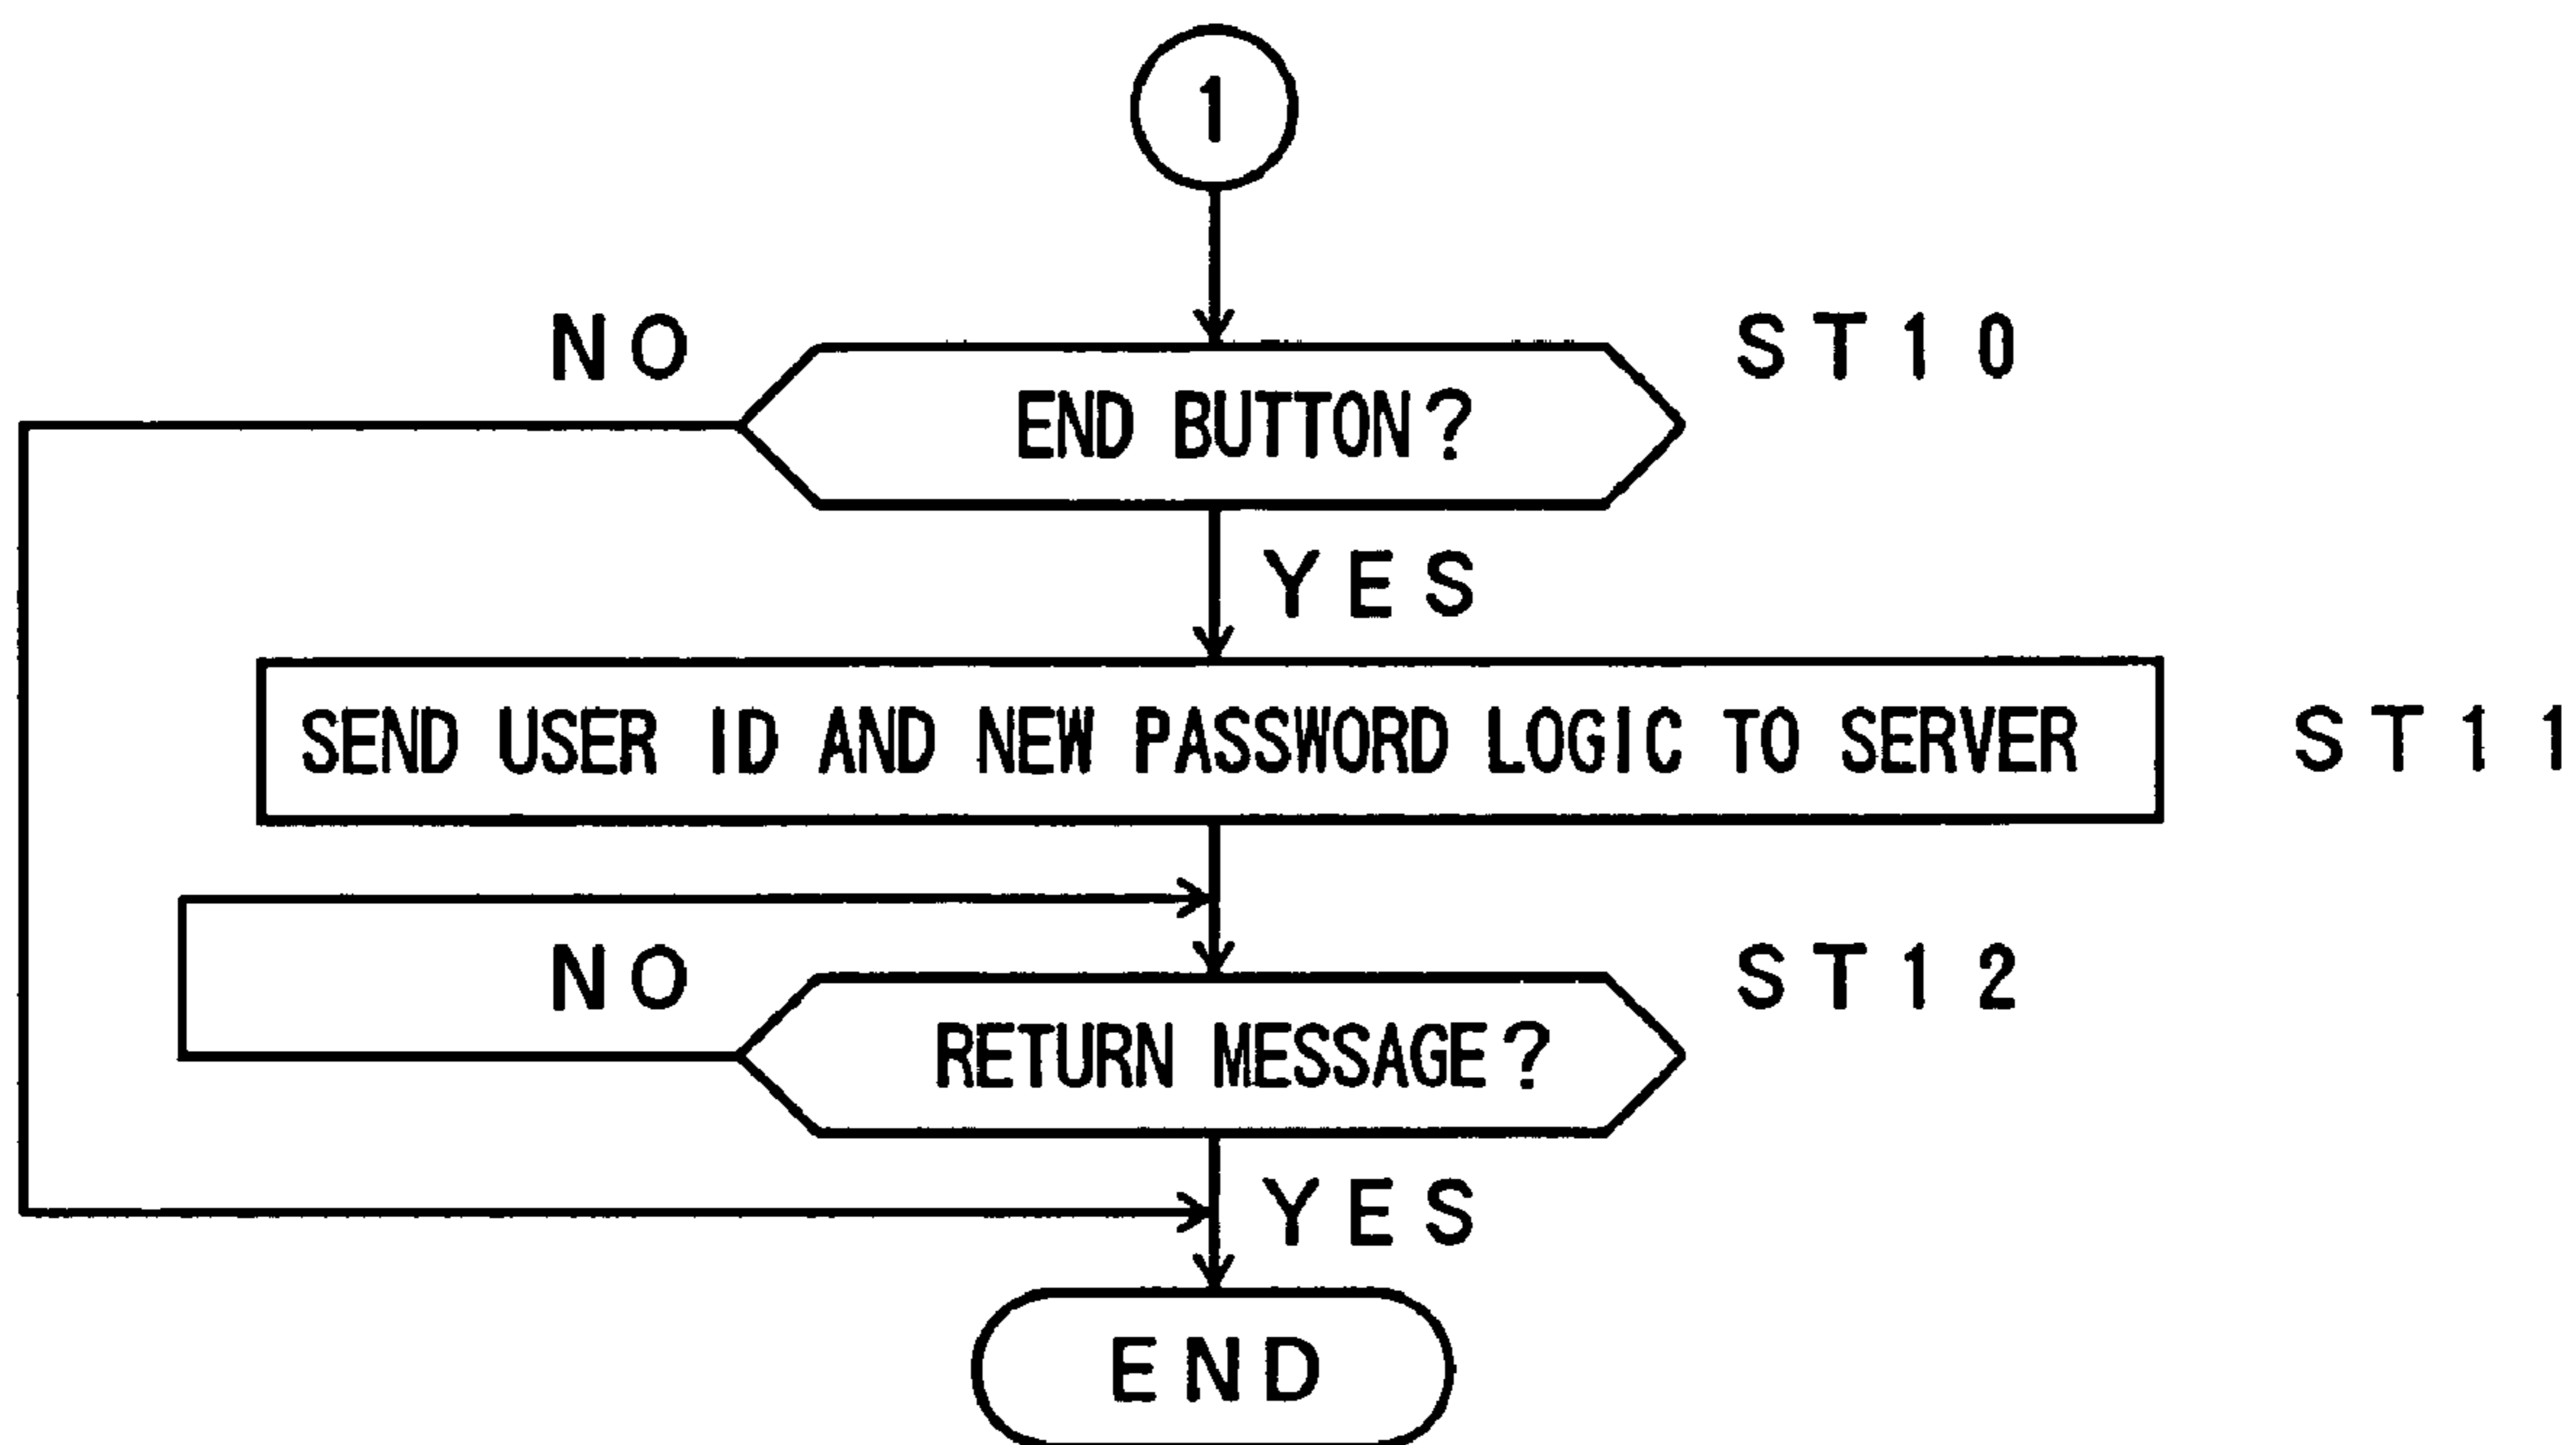 1
NO
ST10
END BUTTON?
YES
SEND USER ID AND NEW PASSWORD LOGIC TO SERVER
ST11
NO
ST12
RETURN MESSAGE?
YES
END